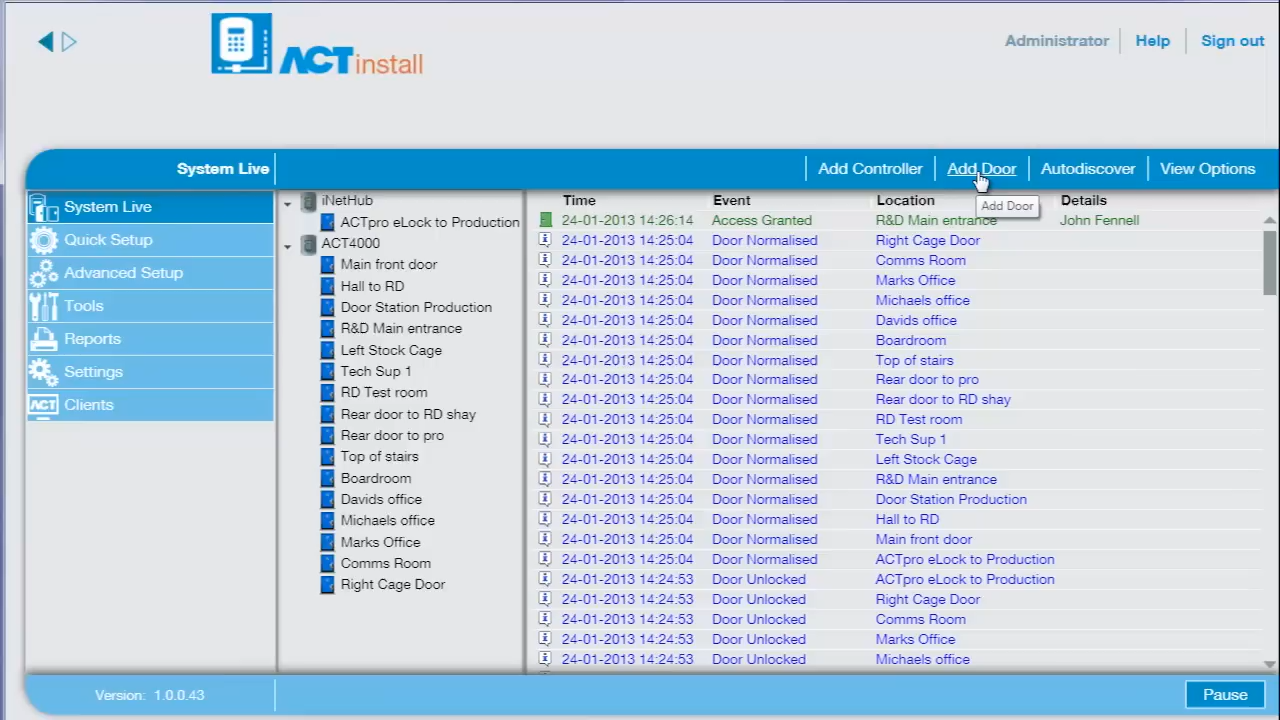 ACTinstall
Administrator Help Sign out
System Live Add Controller Add Door Autodiscover View Options
Add Door
System Live
Quick Setup
Advanced Setup
Tools
Reports
Settings
ACT Clients
iNetHub
ACTpro eLock to Production
ACT4000
Main front door
Hall to RD
Door Station Production
R&D Main entrance
Left Stock Cage
Tech Sup 1
RD Test room
Rear door to RD shay
Rear door to pro
Top of stairs
Boardroom
Davids office
Michaels office
Marks Office
Comms Room
Right Cage Door
Time Event Location Details
24-01-2013 14:26:14 Access Granted R&D Main entrance John Fennell
24-01-2013 14:25:04 Door Normalised Right Cage Door
24-01-2013 14:25:04 Door Normalised Comms Room
24-01-2013 14:25:04 Door Normalised Marks Office
24-01-2013 14:25:04 Door Normalised Michaels office
24-01-2013 14:25:04 Door Normalised Davids office
24-01-2013 14:25:04 Door Normalised Boardroom
24-01-2013 14:25:04 Door Normalised Top of stairs
24-01-2013 14:25:04 Door Normalised Rear door to pro
24-01-2013 14:25:04 Door Normalised Rear door to RD shay
24-01-2013 14:25:04 Door Normalised RD Test room
24-01-2013 14:25:04 Door Normalised Tech Sup 1
24-01-2013 14:25:04 Door Normalised Left Stock Cage
24-01-2013 14:25:04 Door Normalised R&D Main entrance
24-01-2013 14:25:04 Door Normalised Door Station Production
24-01-2013 14:25:04 Door Normalised Hall to RD
24-01-2013 14:25:04 Door Normalised Main front door
24-01-2013 14:25:04 Door Normalised ACTpro eLock to Production
24-01-2013 14:24:53 Door Unlocked ACTpro eLock to Production
24-01-2013 14:24:53 Door Unlocked Right Cage Door
24-01-2013 14:24:53 Door Unlocked Comms Room
24-01-2013 14:24:53 Door Unlocked Marks Office
24-01-2013 14:24:53 Door Unlocked Michaels office
Version: 1.0.0.43 Pause